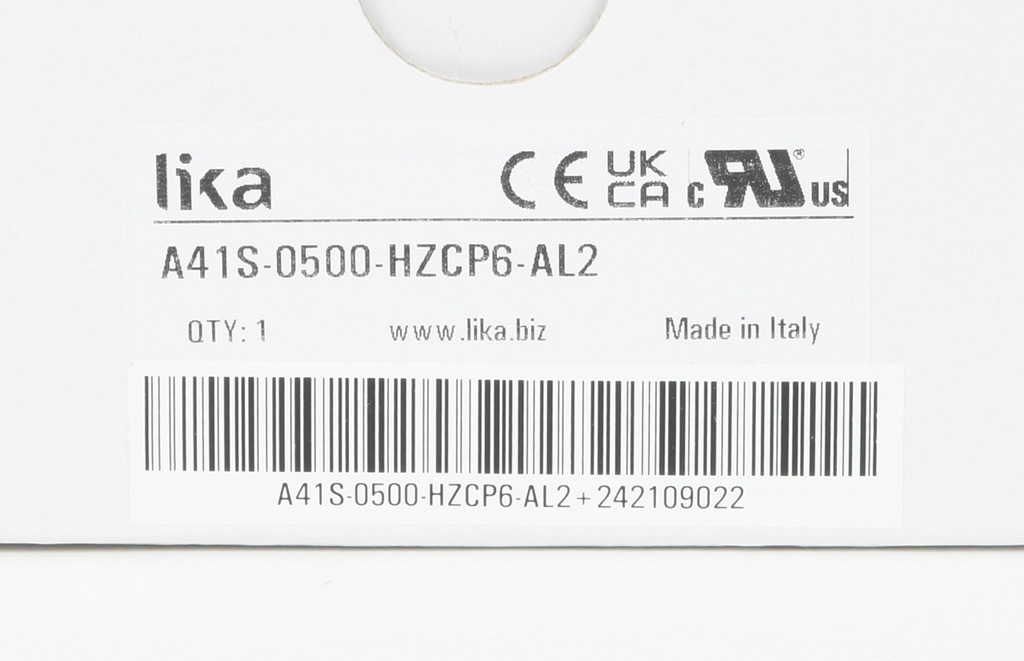 lika CE UK CA c RU® US
A41S-0500-HZCP6-AL2
QTY: 1 www.lika.biz Made in Italy
A41S-0500-HZCP6-AL2+242109022